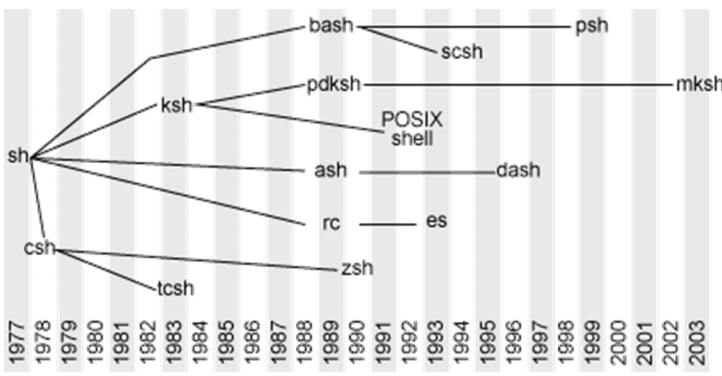 bash
psh
scsh
pdksh
mksh
ksh
POSIX
shell
sh
ash
dash
rc
es
csh
zsh
tcsh
1977
1978
1979
1980
1981
1982
1983
1984
1985
1986
1987
1988
1989
1990
1991
1992
1993
1994
1995
1996
1997
1998
1999
2000
2001
2002
2003